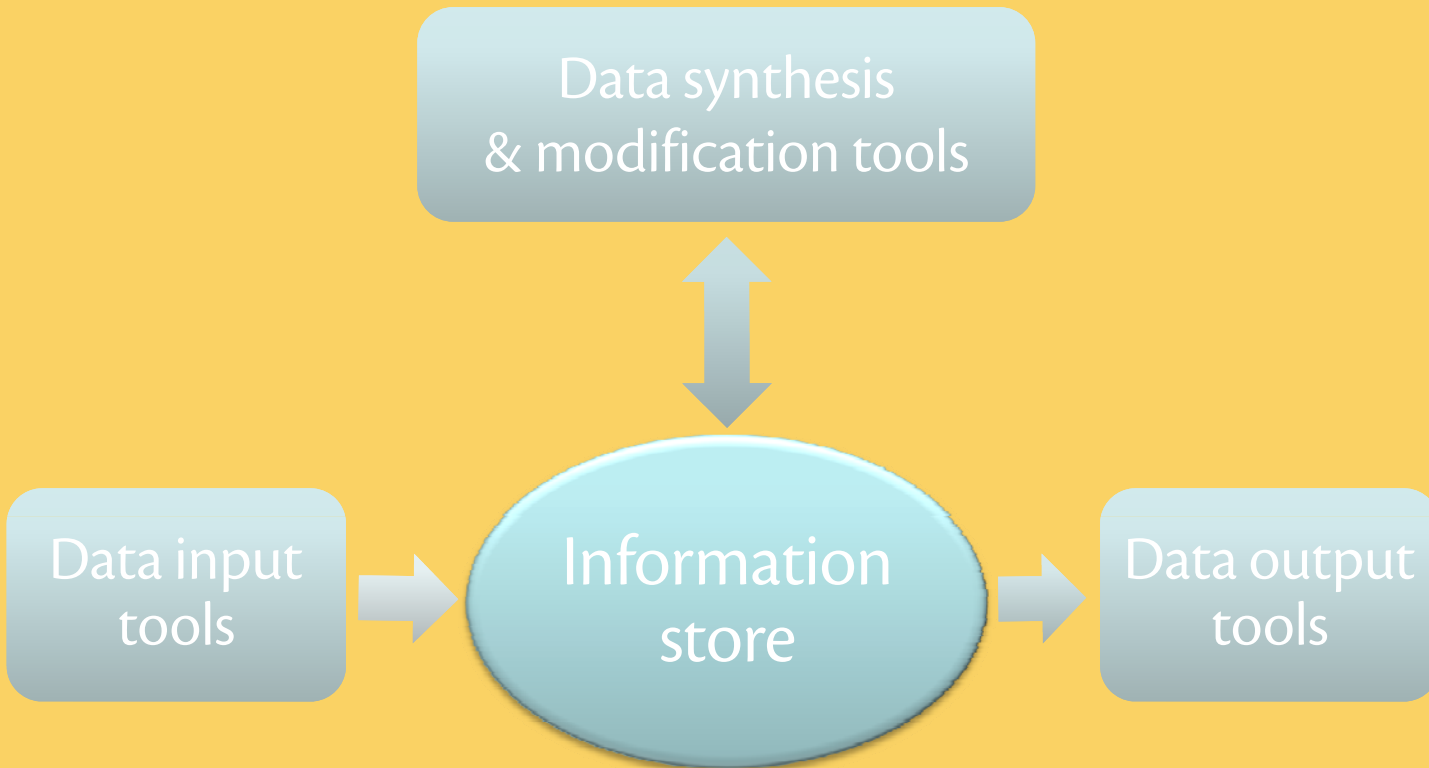 Data synthesis
& modification tools
Data input
tools
Information
store
Data output
tools